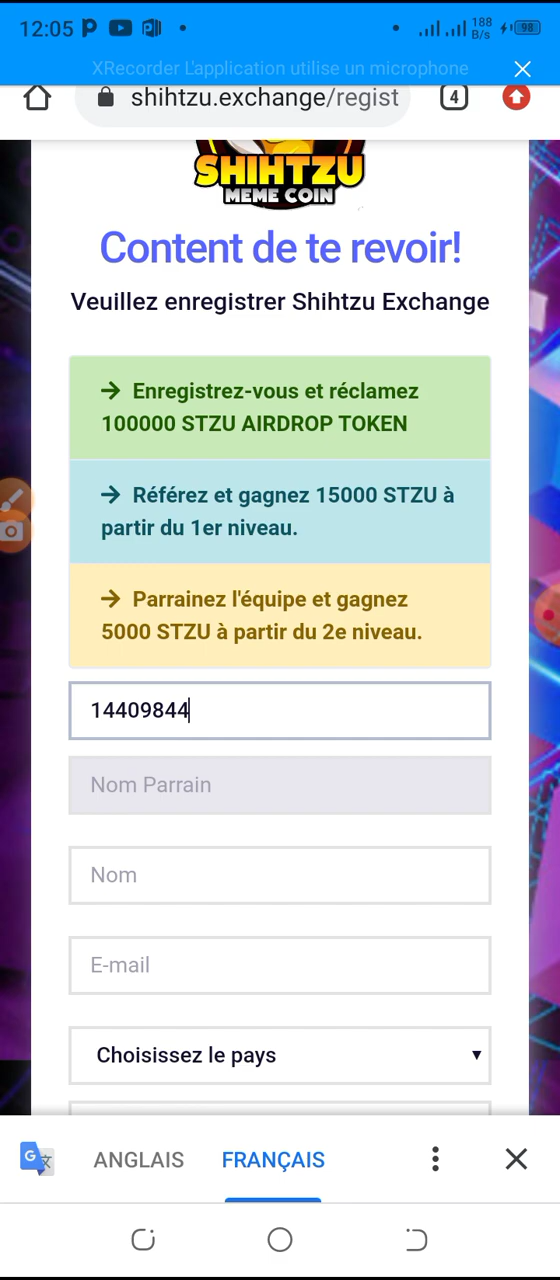 12:05
188
B/s
98
XRecorder L'application utilise un microphone
shihtzu.exchange/regist
4
SHIHTZU
MEME COIN
Content de te revoir!
Veuillez enregistrer Shihtzu Exchange
→ Enregistrez-vous et réclamez
100000 STZU AIRDROP TOKEN
→ Référez et gagnez 15000 STZU à
partir du 1er niveau.
→ Parrainez l'équipe et gagnez
5000 STZU à partir du 2e niveau.
14409844
Nom Parrain
Nom
E-mail
Choisissez le pays
ANGLAIS FRANÇAIS